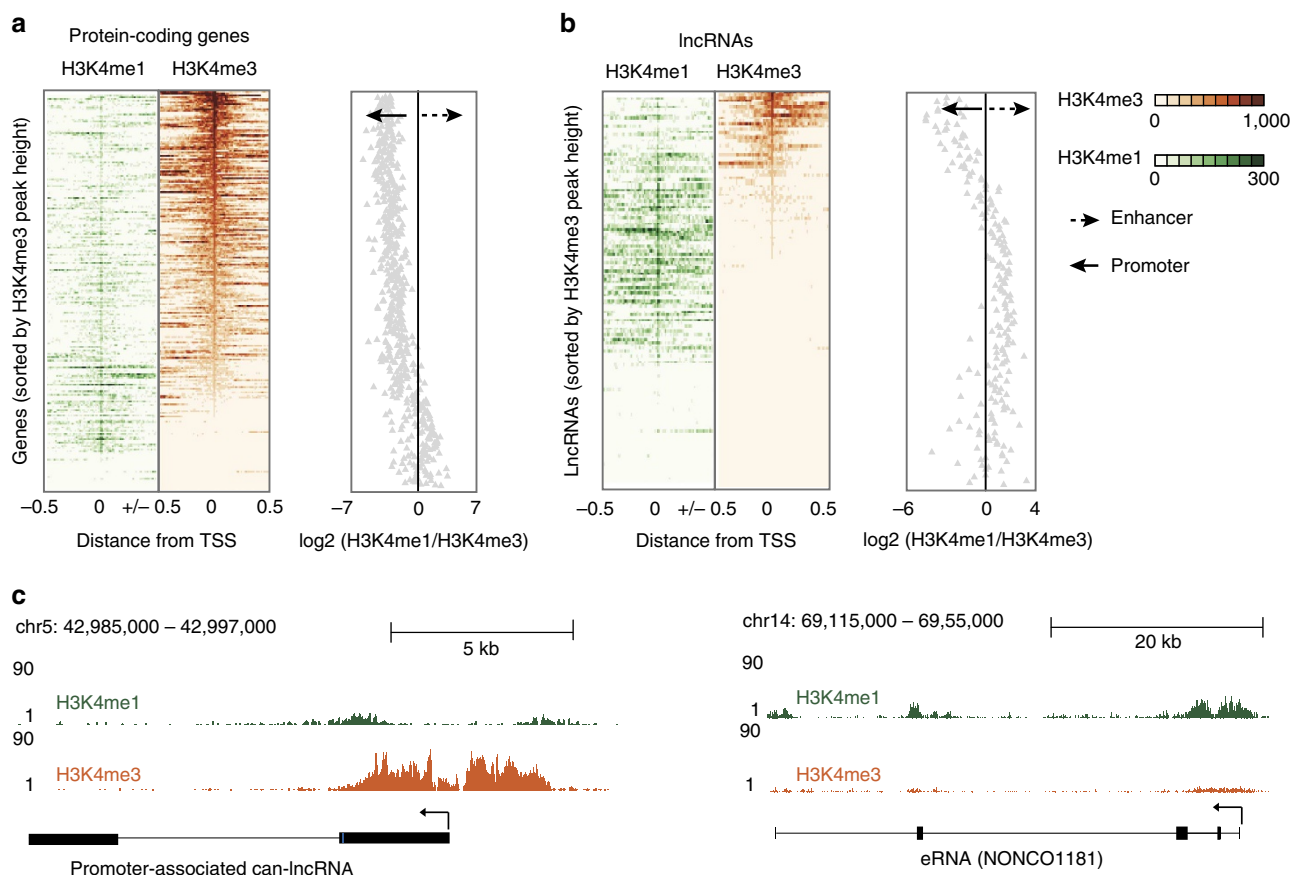 a
Protein-coding genes
H3K4me1
H3K4me3
Genes (sorted by H3K4me3 peak height)
–0.5
0
+/– 0.5
0
0.5
Distance from TSS
–7
0
7
log2 (H3K4me1/H3K4me3)
b
lncRNAs
H3K4me1
H3K4me3
LncRNAs (sorted by H3K4me3 peak height)
–0.5
0
+/– 0.5
0
0.5
Distance from TSS
–6
0
4
log2 (H3K4me1/H3K4me3)
H3K4me3
0
1,000
H3K4me1
0
300
Enhancer
Promoter
c
chr5: 42,985,000 – 42,997,000
5 kb
90
H3K4me1
1
90
H3K4me3
1
Promoter-associated can-lncRNA
chr14: 69,115,000 – 69,55,000
20 kb
90
H3K4me1
1
90
H3K4me3
1
eRNA (NONCO1181)